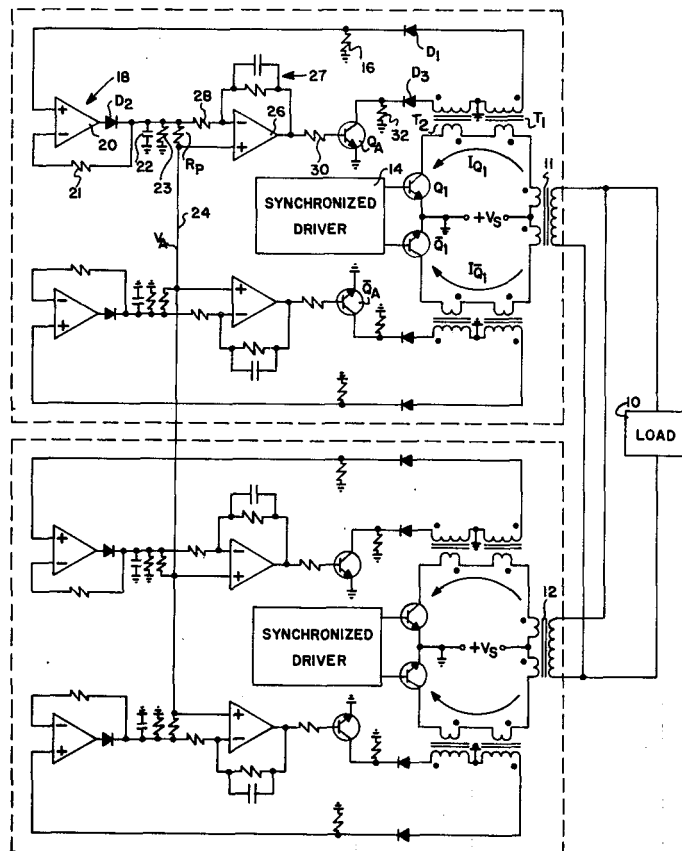 D1
16
18
D2
+
−
20
21
22
23
28
RP
27
−
+
26
30
QA
D3
32
T2
T1
IQ1
11
14
SYNCHRONIZED
DRIVER
Q1
Q̅1
+VS
IQ̅1
24
VA
−
+
+
−
Q̅A
10
LOAD
+
−
−
+
12
SYNCHRONIZED
DRIVER
+VS
−
+
+
−